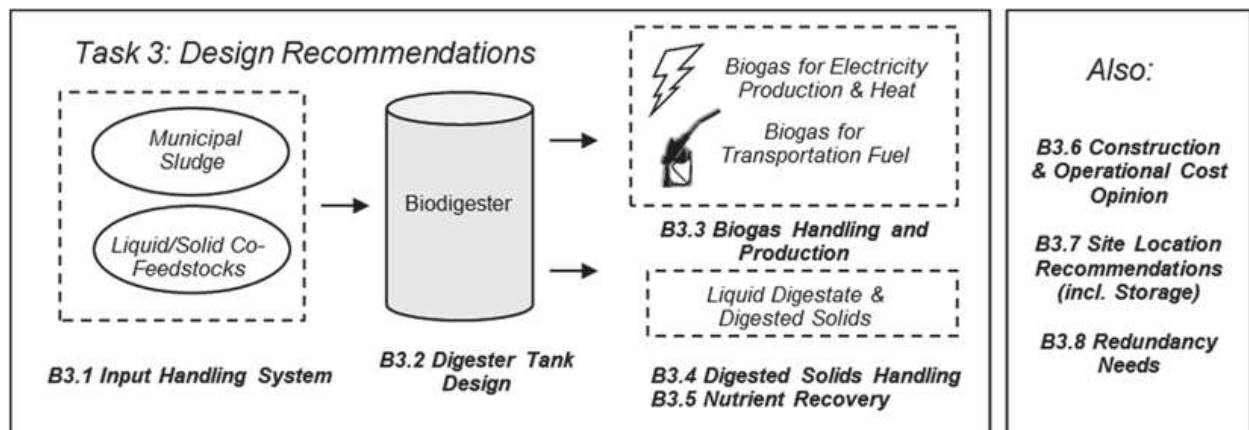 Task 3: Design Recommendations
Municipal
Sludge
Liquid/Solid Co-
Feedstocks
B3.1 Input Handling System
Biodigester
B3.2 Digester Tank
Design
Biogas for Electricity
Production & Heat
Biogas for
Transportation Fuel
B3.3 Biogas Handling and
Production
Liquid Digestate &
Digested Solids
B3.4 Digested Solids Handling
B3.5 Nutrient Recovery
Also:
B3.6 Construction
& Operational Cost
Opinion
B3.7 Site Location
Recommendations
(incl. Storage)
B3.8 Redundancy
Needs